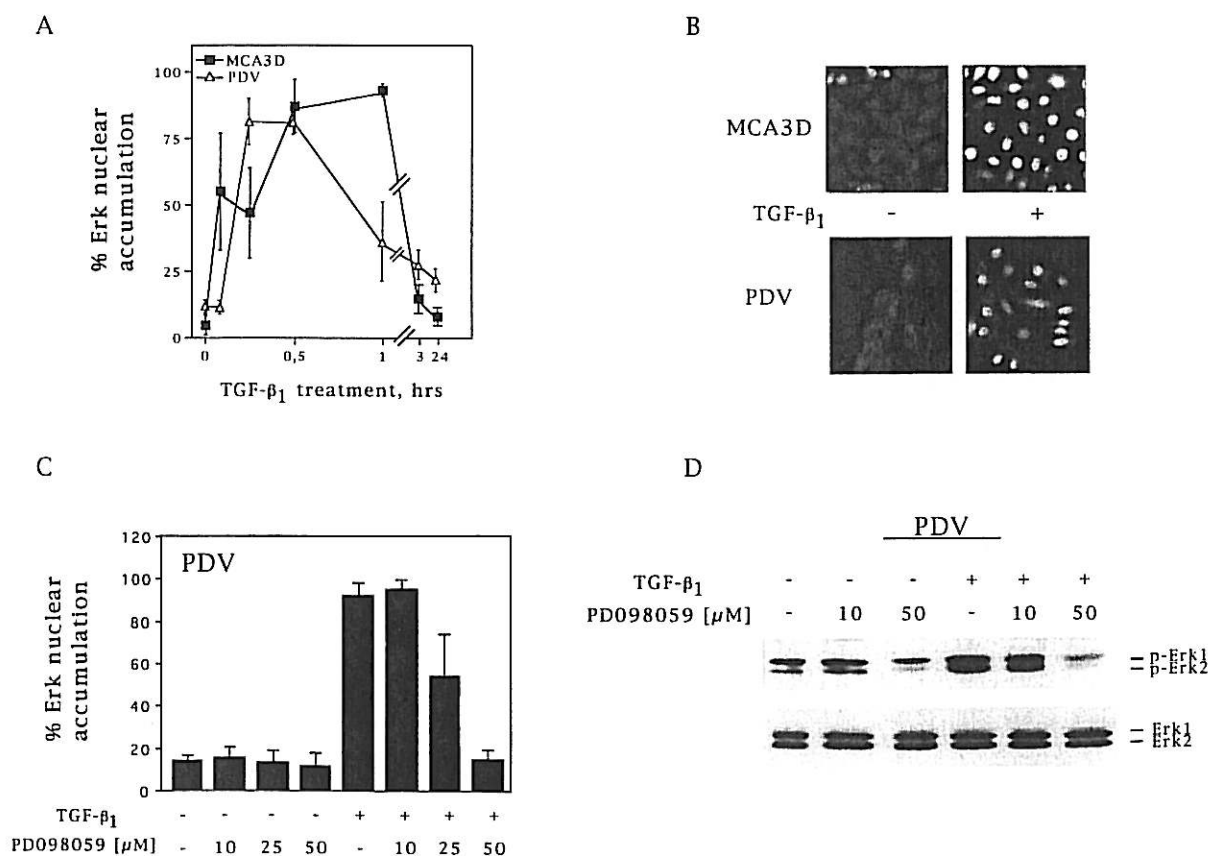 A
MCA3D
PDV
% Erk nuclear accumulation
100
75
50
25
0
0 0,5 1 3 24
TGF-β1 treatment, hrs
B
MCA3D
TGF-β1 - +
PDV
C
PDV
% Erk nuclear accumulation
120
100
80
60
40
20
0
TGF-β1 - - - - + + + +
PD098059 [μM] - 10 25 50 - 10 25 50
D
PDV
TGF-β1 - - - + + +
PD098059 [μM] - 10 50 - 10 50
p-Erk1
p-Erk2
Erk1
Erk2